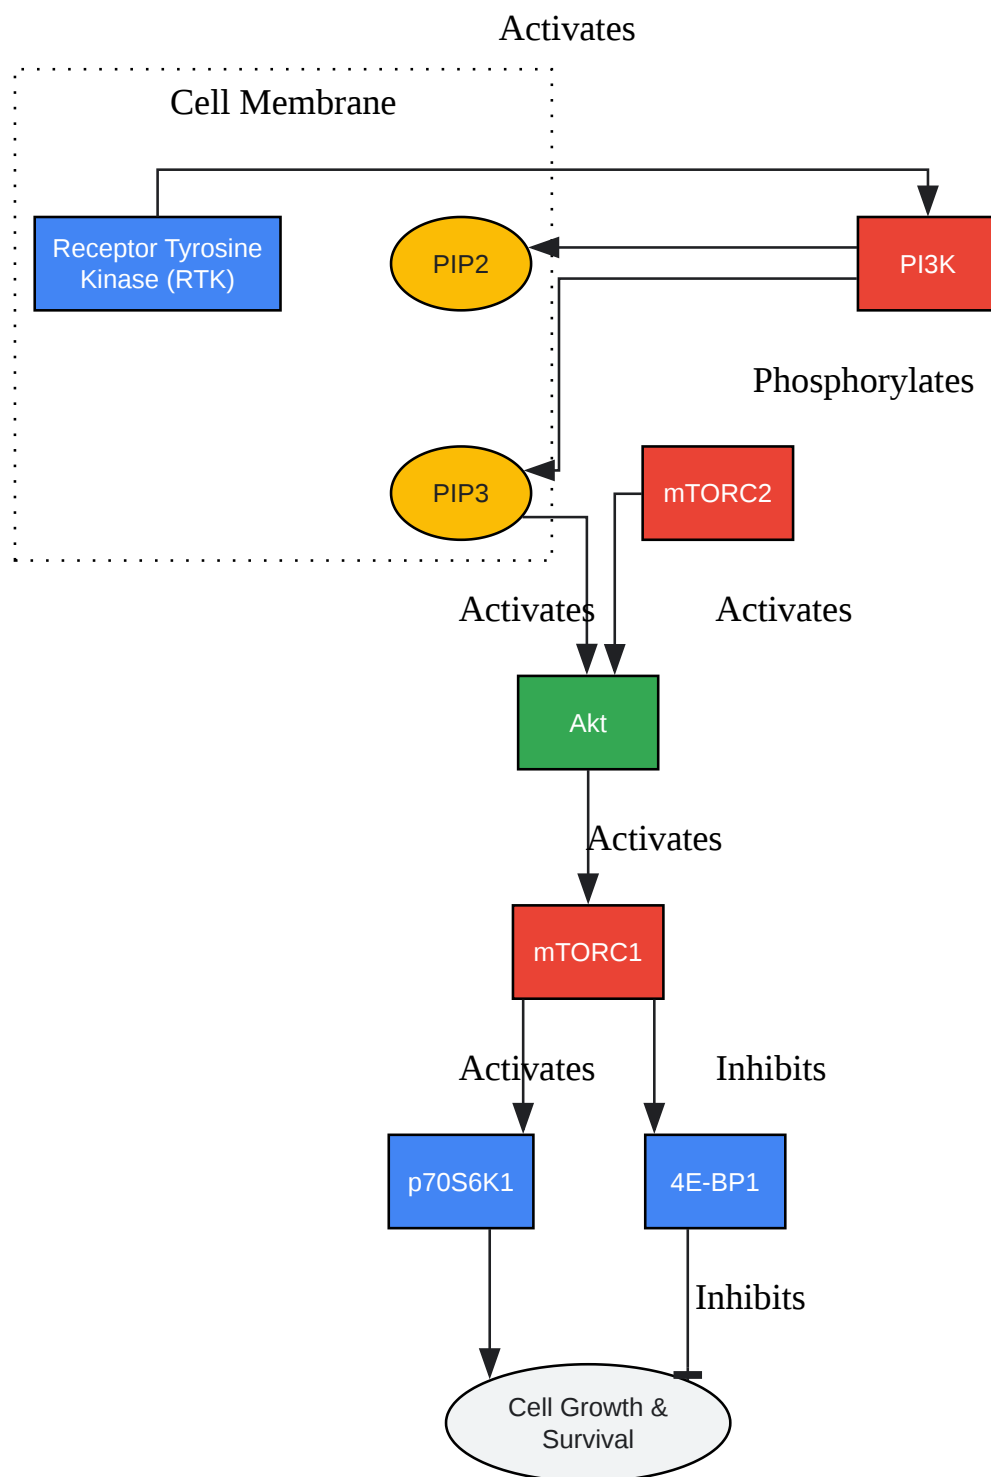 Activates
Cell Membrane
Receptor Tyrosine
Kinase (RTK)
PIP2
PI3K
Phosphorylates
PIP3
mTORC2
Activates
Activates
Akt
Activates
mTORC1
Activates
Inhibits
p70S6K1
4E-BP1
Inhibits
Cell Growth &
Survival